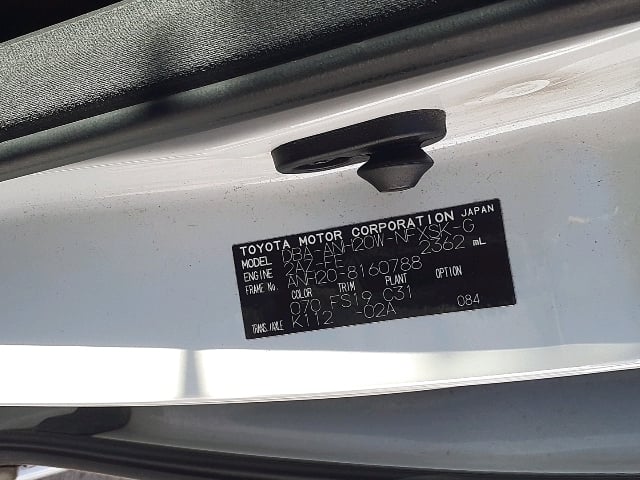 TOYOTA MOTOR CORPORATION JAPAN
MODEL DBA-ANH20W-NFXSK-G
ENGINE 2AZ-FE 2362 mL
FRAME No. ANH20-8160788
COLOR TRIM PLANT OPTION
070 FS19 C31
TRANS./AXLE K112 -02A 084